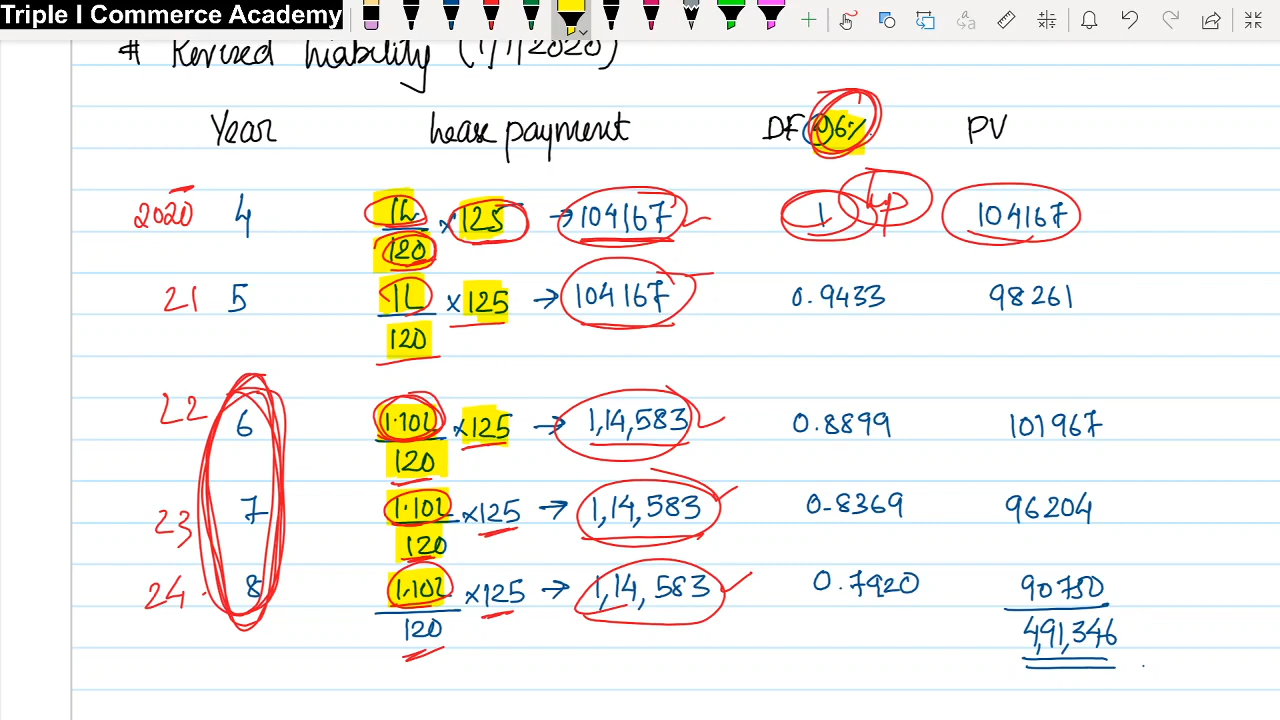 Triple I Commerce Academy
# Revised liability (1/1/2020)
Year lease payment DF @ 6% PV
2020 4 1L/120 × 125 → 104167 1 104167
21 5 1L/120 × 125 → 104167 0.9433 98261
22 6 1.10L/120 × 125 → 1,14,583 0.8899 101967
23 7 1.10L/120 × 125 → 1,14,583 0.8369 96204
24 8 1.10L/120 × 125 → 1,14,583 0.7920 90750
4,91,346